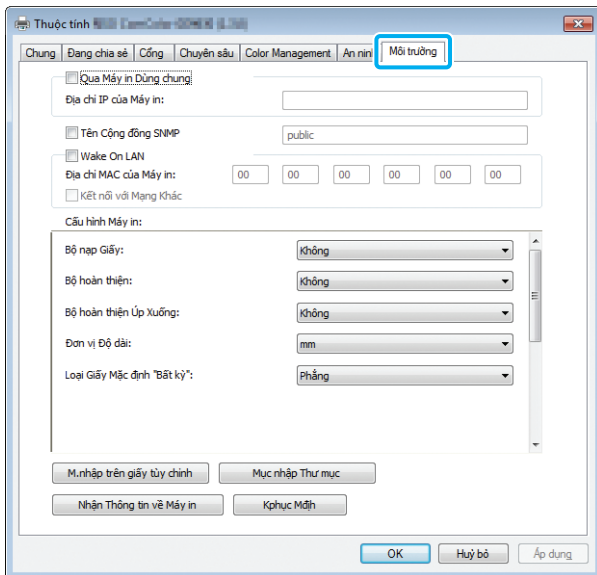 Thuộc tính
Chung Đang chia sẻ Cổng Chuyên sâu Color Management An nin Môi trường
Qua Máy in Dùng chung
Địa chỉ IP của Máy in:
Tên Cộng đồng SNMP public
Wake On LAN
Địa chỉ MAC của Máy in: 00 00 00 00 00 00
Kết nối với Mạng Khác
Cấu hình Máy in:
Bộ nạp Giấy: Không
Bộ hoàn thiện: Không
Bộ hoàn thiện Úp Xuống: Không
Đơn vị Độ dài: mm
Loại Giấy Mặc định "Bất kỳ": Phẳng
M.nhập trên giấy tùy chỉnh Mục nhập Thư mục
Nhận Thông tin về Máy in Kphục Mđịh
OK Huỷ bỏ Áp dụng